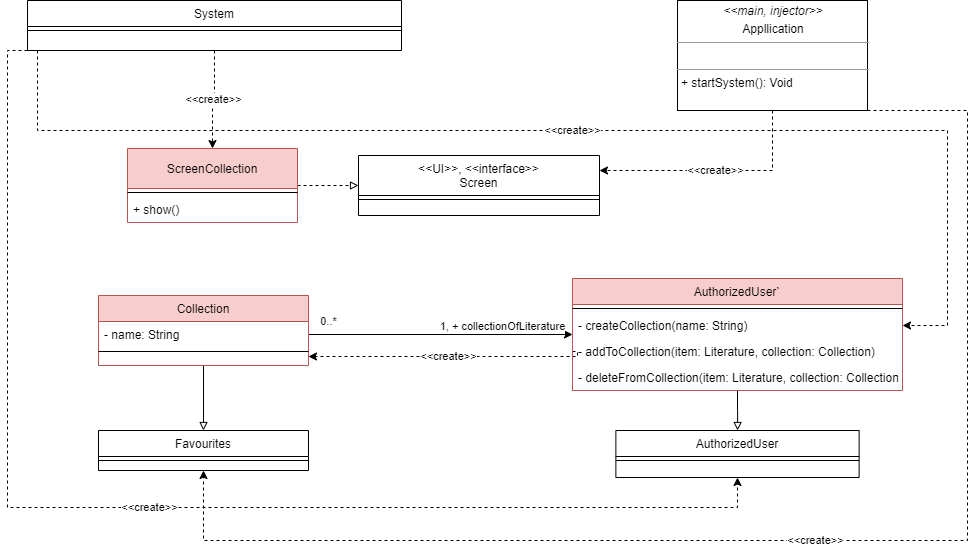 System
<<main, injector>>
Appllication
+ startSystem(): Void
<<create>>
<<create>>
ScreenCollection
+ show()
<<UI>>, <<interface>>
Screen
<<create>>
Collection
- name: String
0..*
1, + collectionOfLiterature
<<create>>
AuthorizedUser`
- createCollection(name: String)
- addToCollection(item: Literature, collection: Collection)
- deleteFromCollection(item: Literature, collection: Collection
Favourites
AuthorizedUser
<<create>>
<<create>>